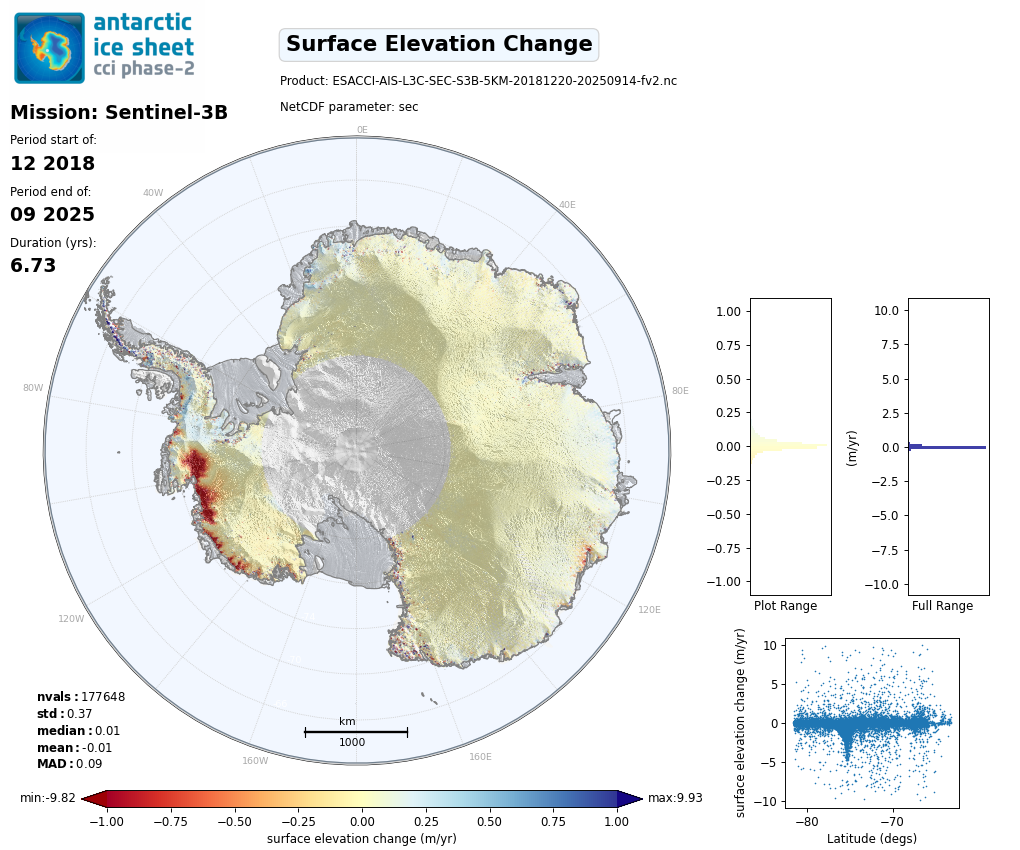 antarctic
ice sheet
cci phase-2
Surface Elevation Change
Product: ESACCI-AIS-L3C-SEC-S3B-5KM-20181220-20250914-fv2.nc
NetCDF parameter: sec
Mission: Sentinel-3B
Period start of:
12 2018
Period end of:
09 2025
Duration (yrs):
6.73
0E
40W
40E
80W
80E
120W
120E
160W
160E
km
1000
nvals: 177648
std: 0.37
median: 0.01
mean: -0.01
MAD: 0.09
min:-9.82
max:9.93
−1.00 −0.75 −0.50 −0.25 0.00 0.25 0.50 0.75 1.00
surface elevation change (m/yr)
1.00
0.75
0.50
0.25
0.00
−0.25
−0.50
−0.75
−1.00
Plot Range
(m/yr)
10.0
7.5
5.0
2.5
0.0
−2.5
−5.0
−7.5
−10.0
Full Range
surface elevation change (m/yr)
10
5
0
−5
−10
−80 −70
Latitude (degs)